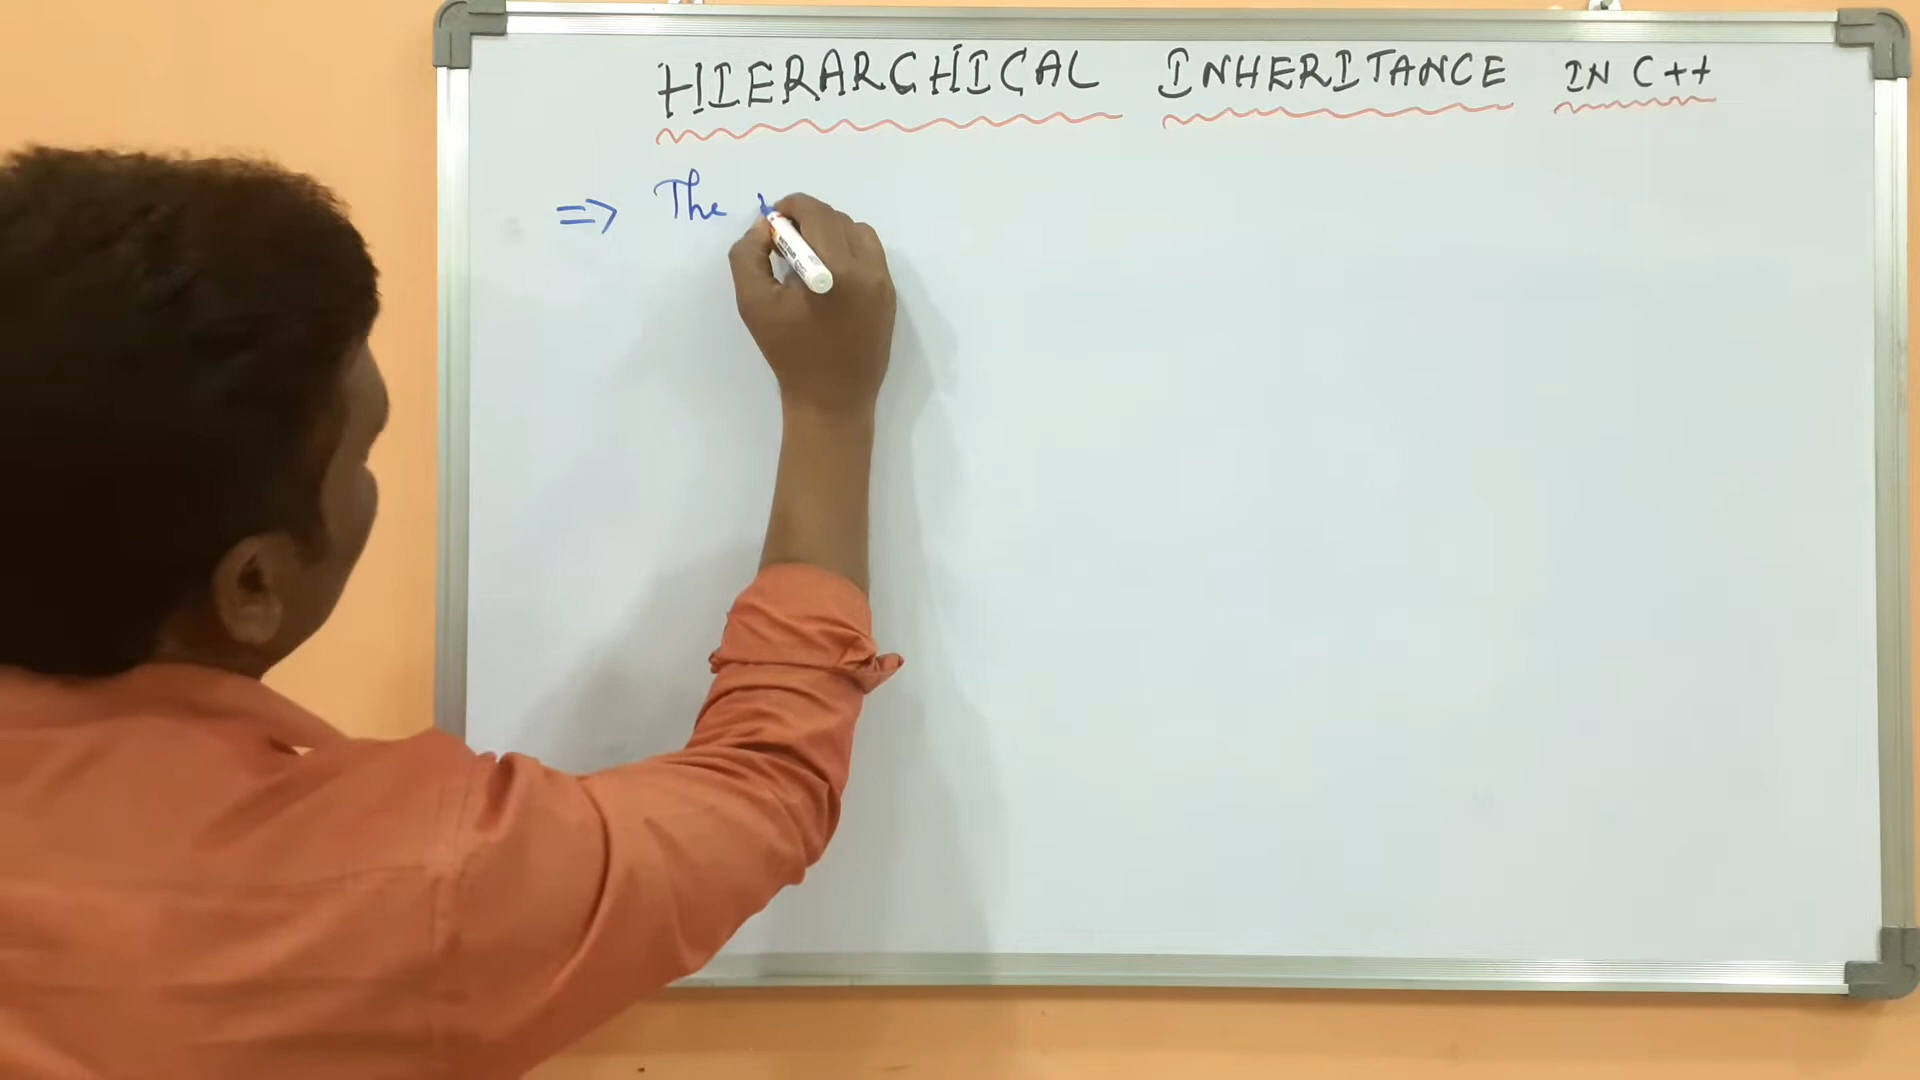 HIERARCHICAL INHERITANCE IN C++
=> The